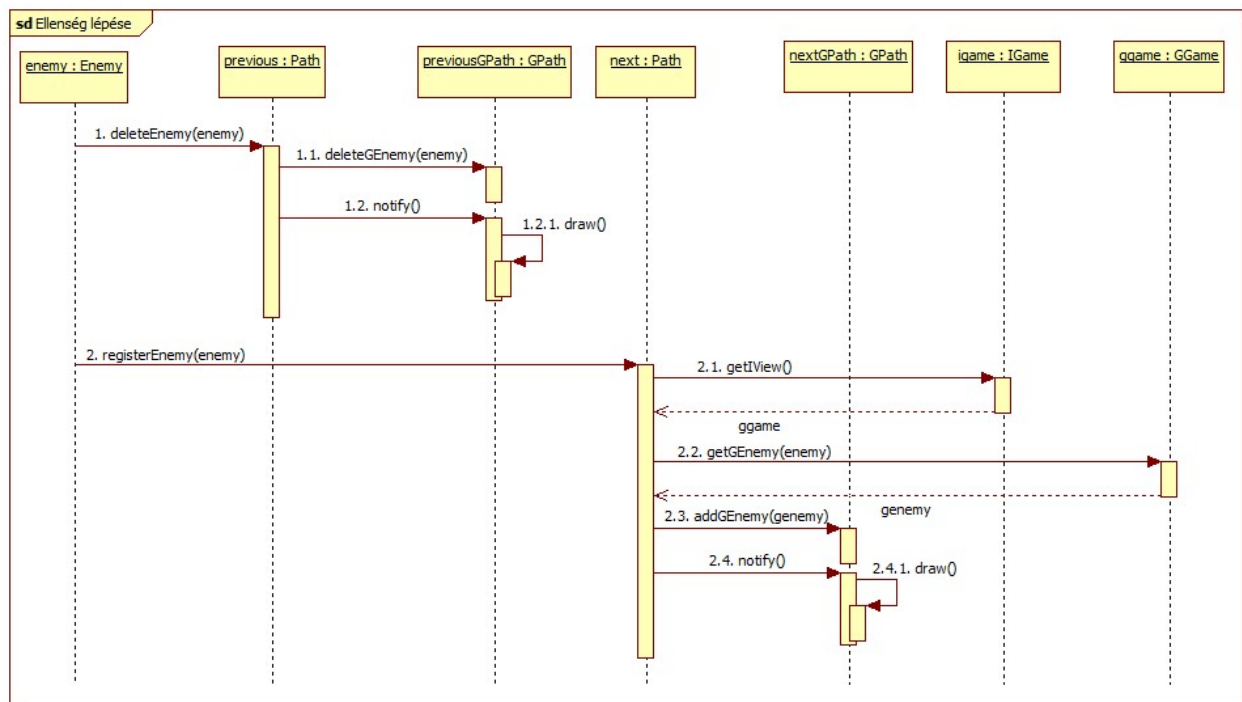 sd Ellenség lépése
enemy : Enemy
previous : Path
previousGPath : GPath
next : Path
nextGPath : GPath
igame : IGame
ggame : GGame
1. deleteEnemy(enemy)
1.1. deleteGEnemy(enemy)
1.2. notify()
1.2.1. draw()
2. registerEnemy(enemy)
2.1. getIView()
ggame
2.2. getGEnemy(enemy)
genemy
2.3. addGEnemy(genemy)
2.4. notify()
2.4.1. draw()